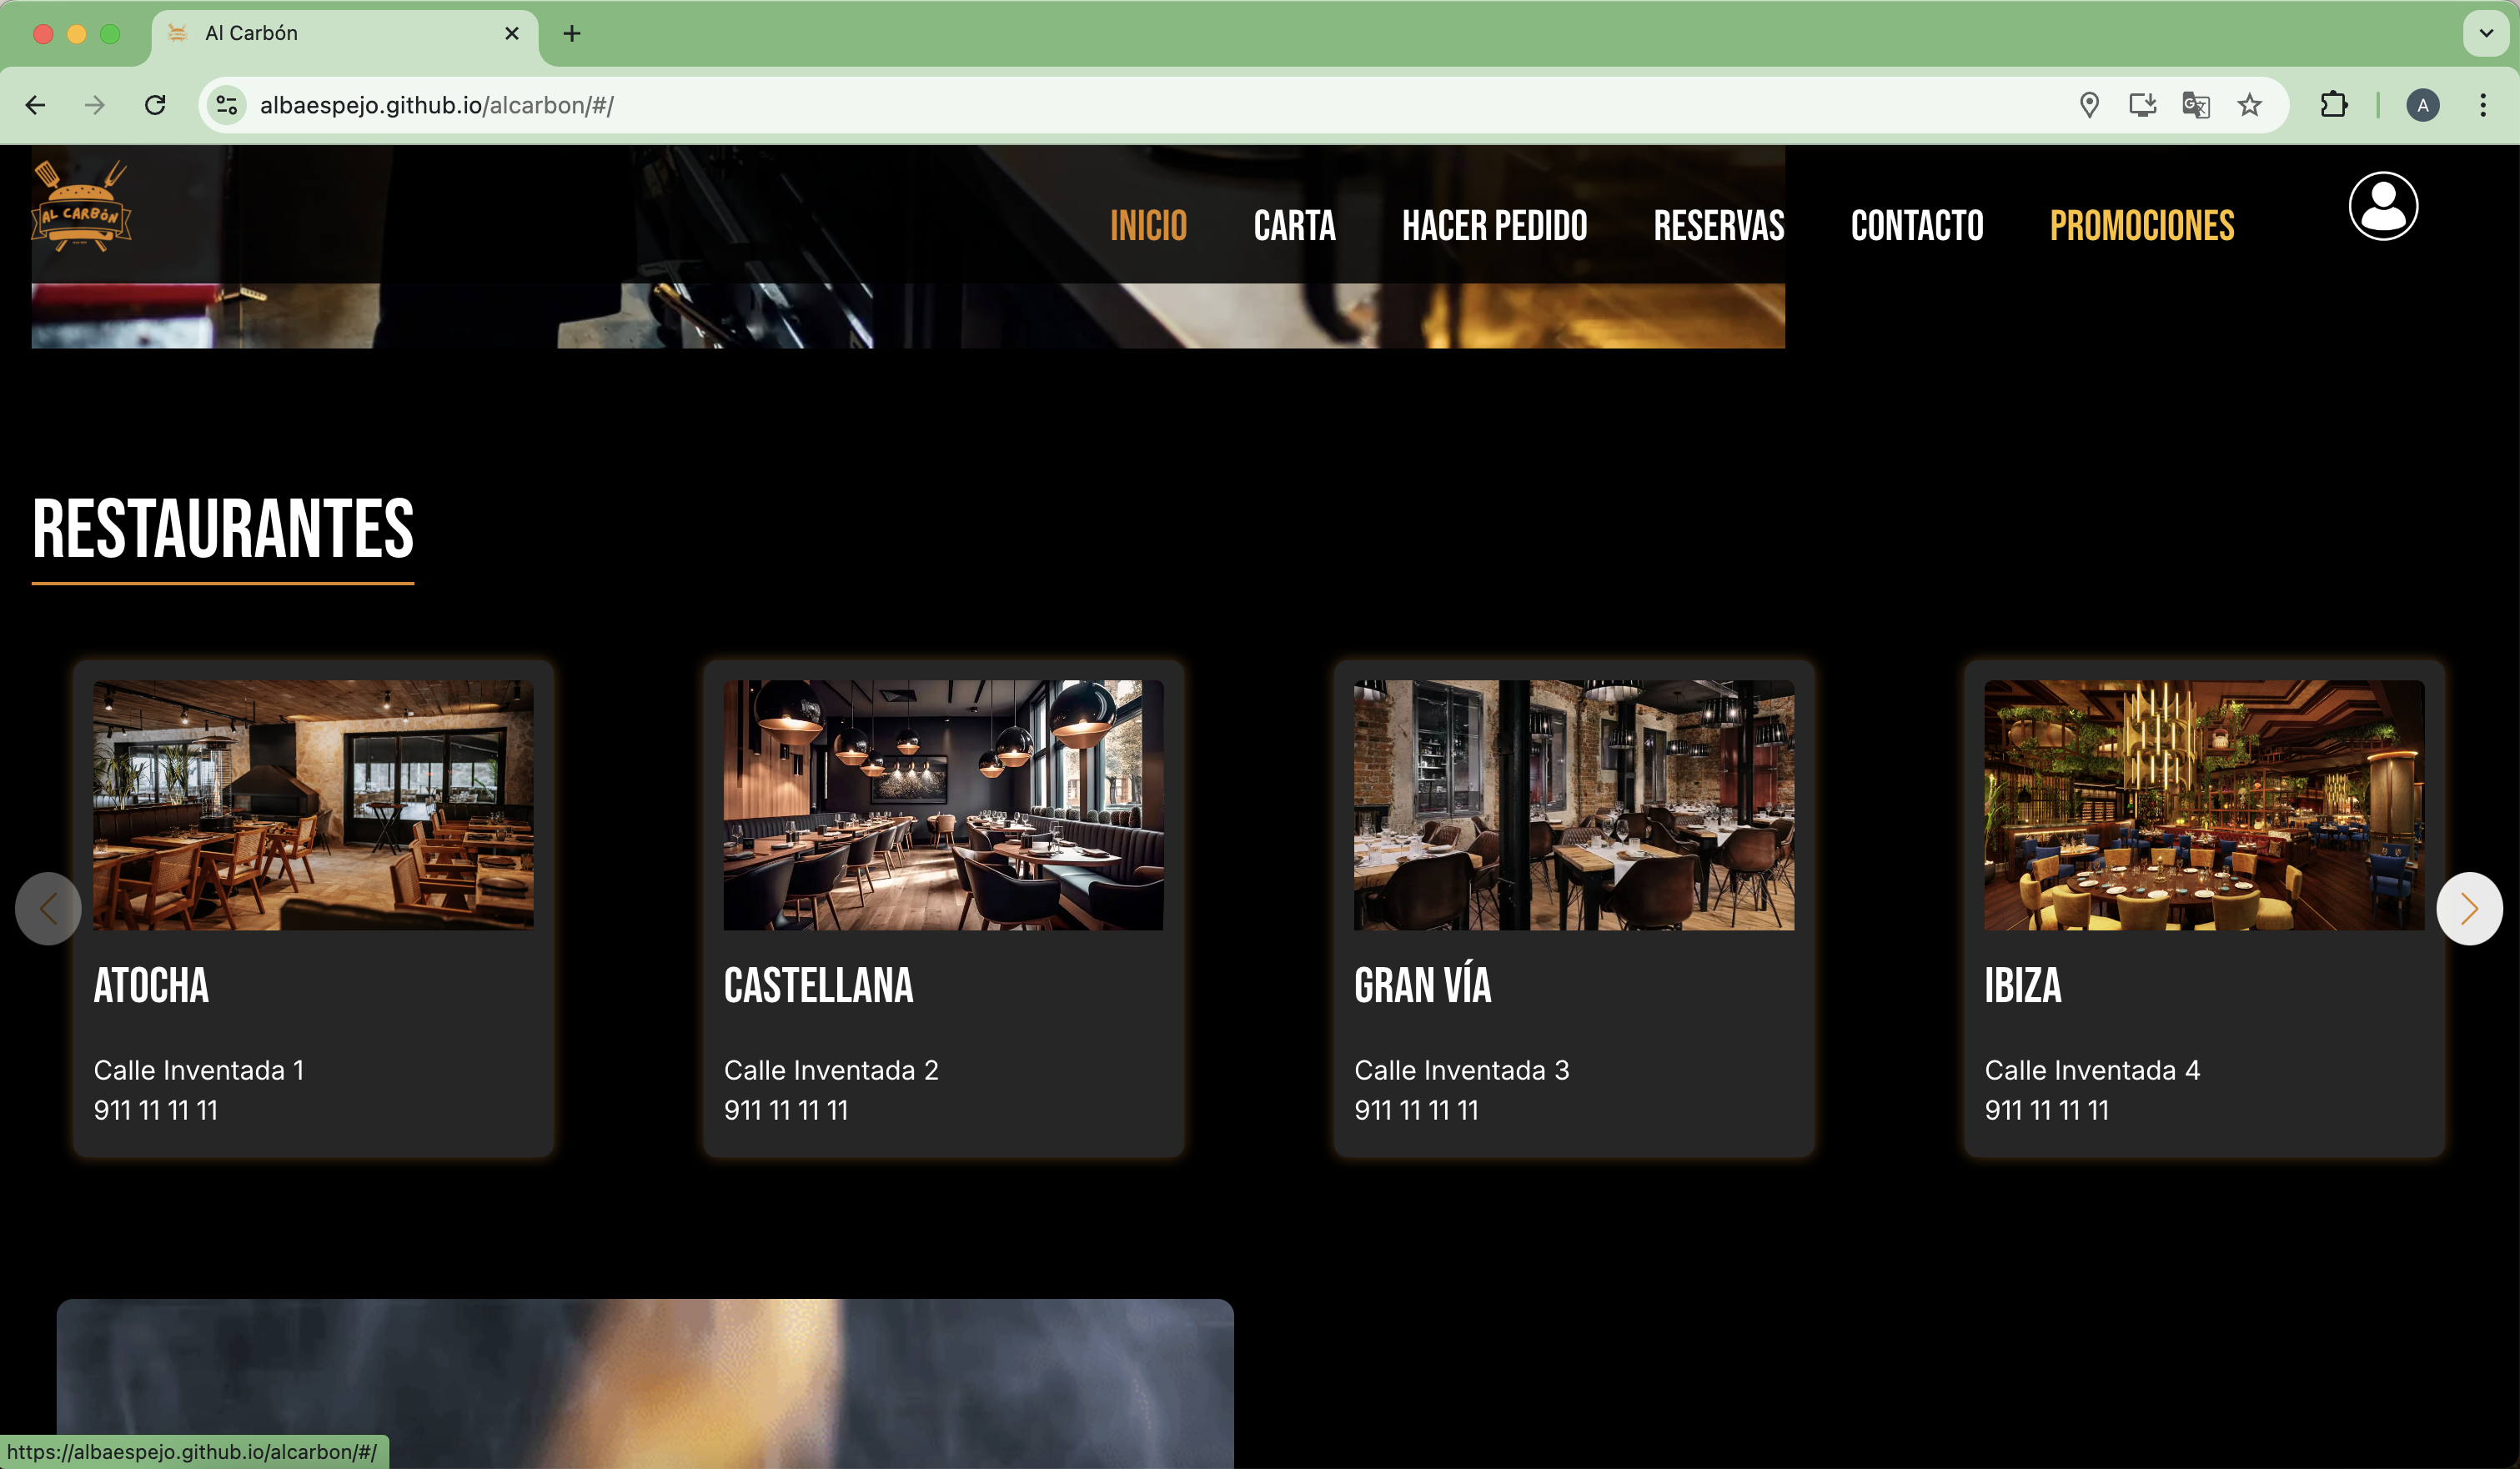 Al Carbón
albaespejo.github.io/alcarbon/#/
A
AL CARBÓN
INICIO
CARTA
HACER PEDIDO
RESERVAS
CONTACTO
PROMOCIONES
RESTAURANTES
ATOCHA
Calle Inventada 1
911 11 11 11
CASTELLANA
Calle Inventada 2
911 11 11 11
GRAN VÍA
Calle Inventada 3
911 11 11 11
IBIZA
Calle Inventada 4
911 11 11 11
https://albaespejo.github.io/alcarbon/#/